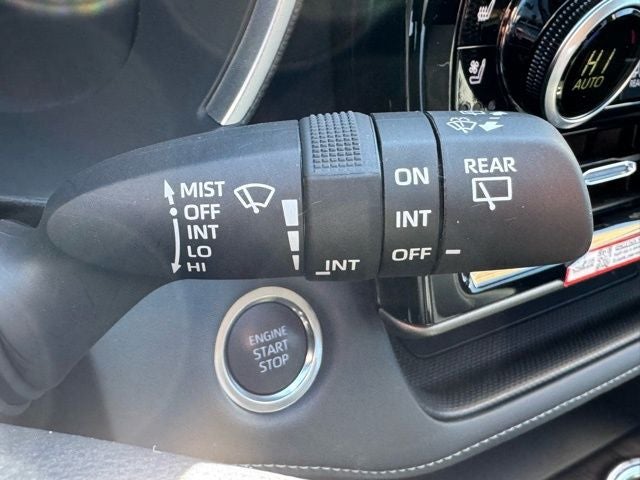 MIST
OFF
INT
LO
HI
INT
ON
INT
OFF
REAR
ENGINE
START
STOP
HI
AUTO